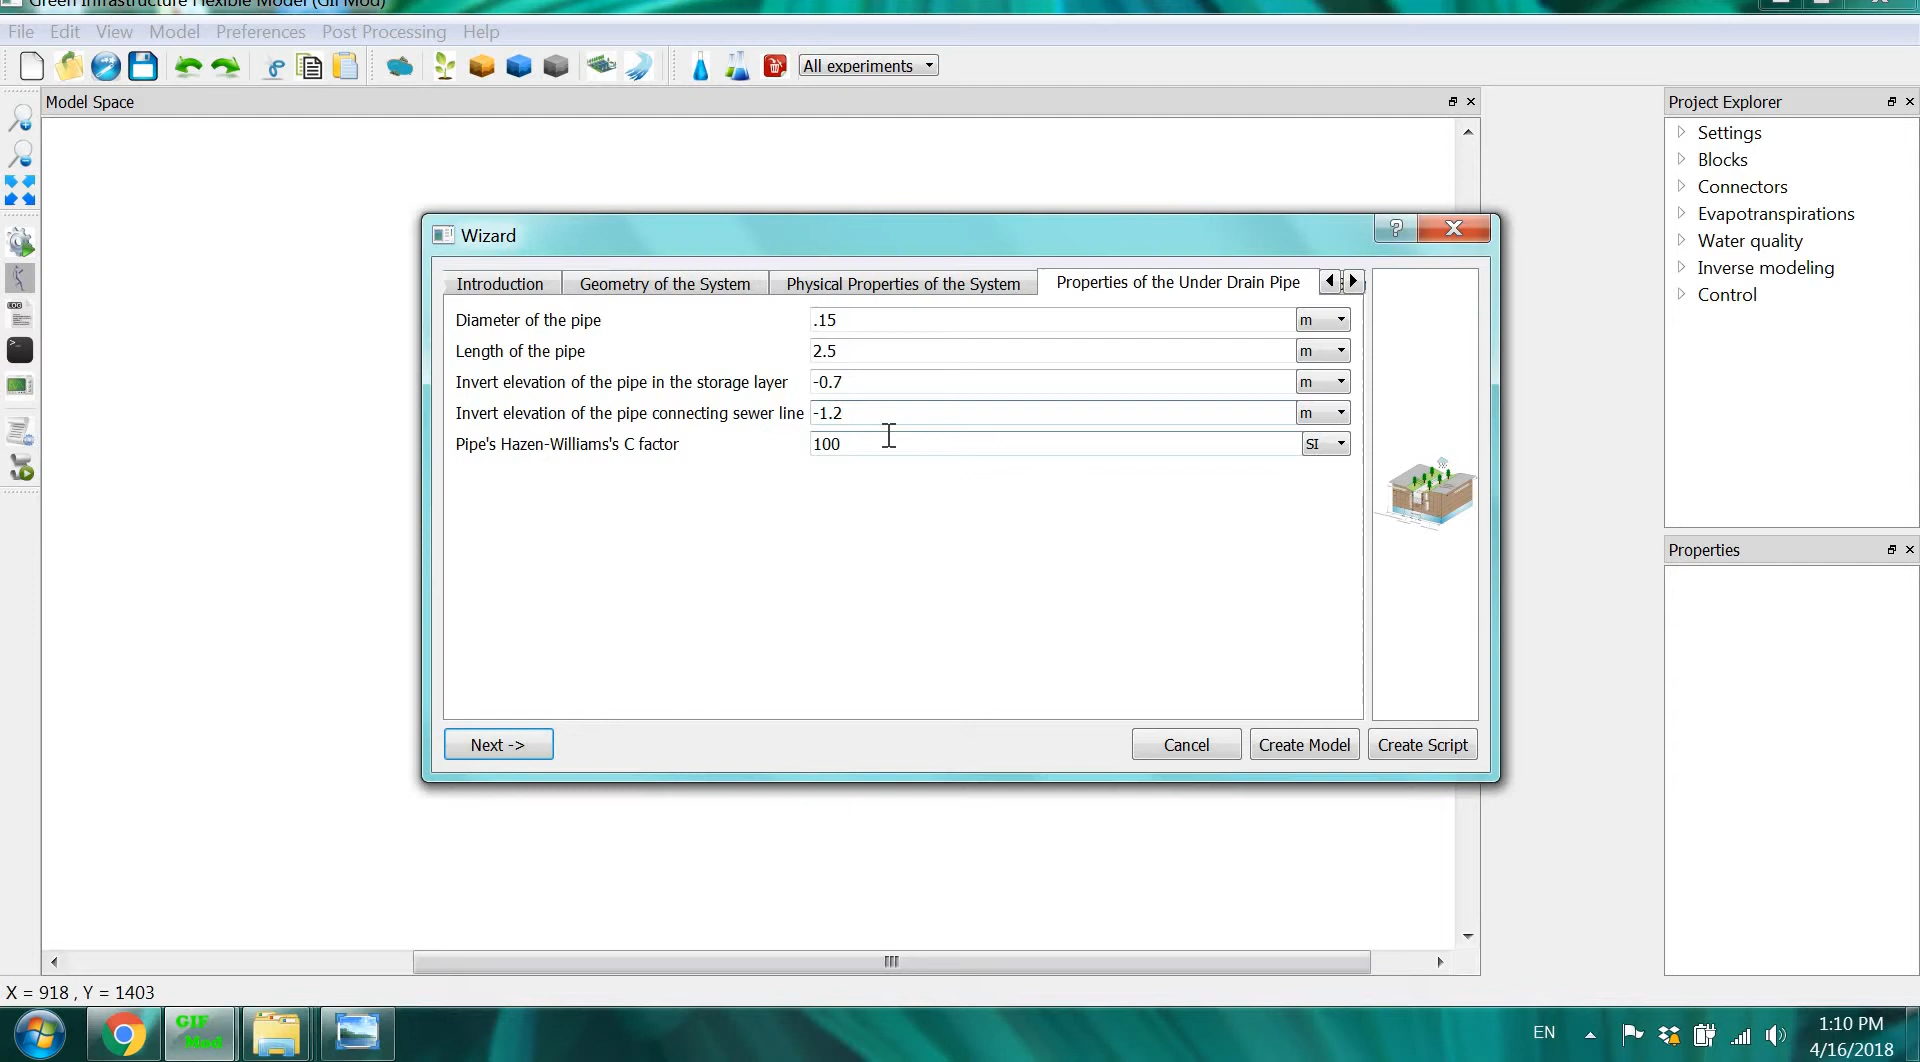 Green Infrastructure Flexible Model (GIFMod)
File Edit View Model Preferences Post Processing Help
All experiments
Model Space
Project Explorer
Settings
Blocks
Connectors
Evapotranspirations
Water quality
Inverse modeling
Control
Wizard
Introduction Geometry of the System Physical Properties of the System Properties of the Under Drain Pipe
Diameter of the pipe .15 m
Length of the pipe 2.5 m
Invert elevation of the pipe in the storage layer -0.7 m
Invert elevation of the pipe connecting sewer line -1.2 m
Pipe's Hazen-Williams's C factor 100 SI
Next -> Cancel Create Model Create Script
Properties
X = 918 , Y = 1403
GIF
Mod
EN
1:10 PM
4/16/2018